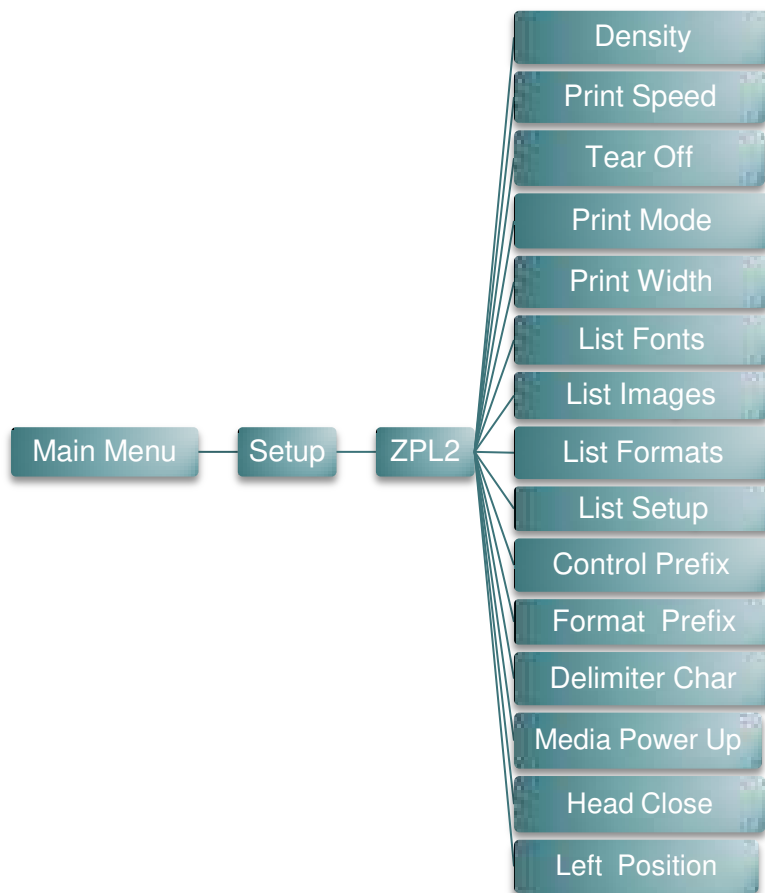 Density
Print Speed
Tear Off
Print Mode
Print Width
List Fonts
List Images
Main Menu
Setup
ZPL2
List Formats
List Setup
Control Prefix
Format  Prefix
Delimiter Char
Media Power Up
Head Close
Left  Position